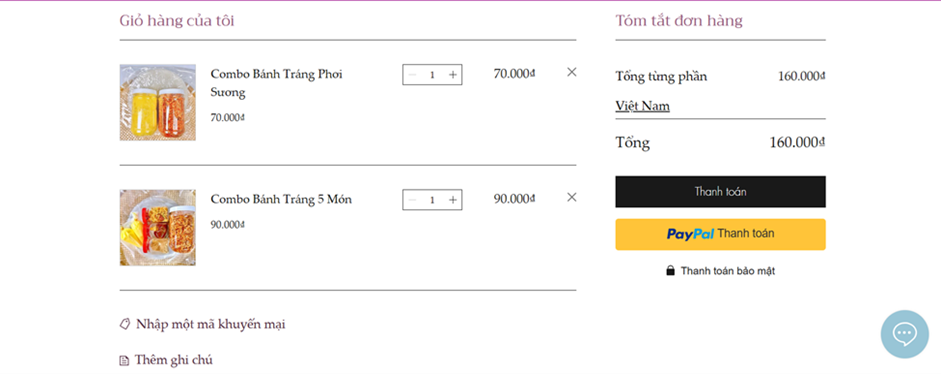 Giỏ hàng của tôi
Combo Bánh Tráng Phơi
Sương
70.000₫
1
70.000₫
Combo Bánh Tráng 5 Món
90.000₫
1
90.000₫
Nhập một mã khuyến mại
Thêm ghi chú
Tóm tắt đơn hàng
Tổng từng phần 160.000₫
Việt Nam
Tổng 160.000₫
Thanh toán
PayPal Thanh toán
Thanh toán bảo mật